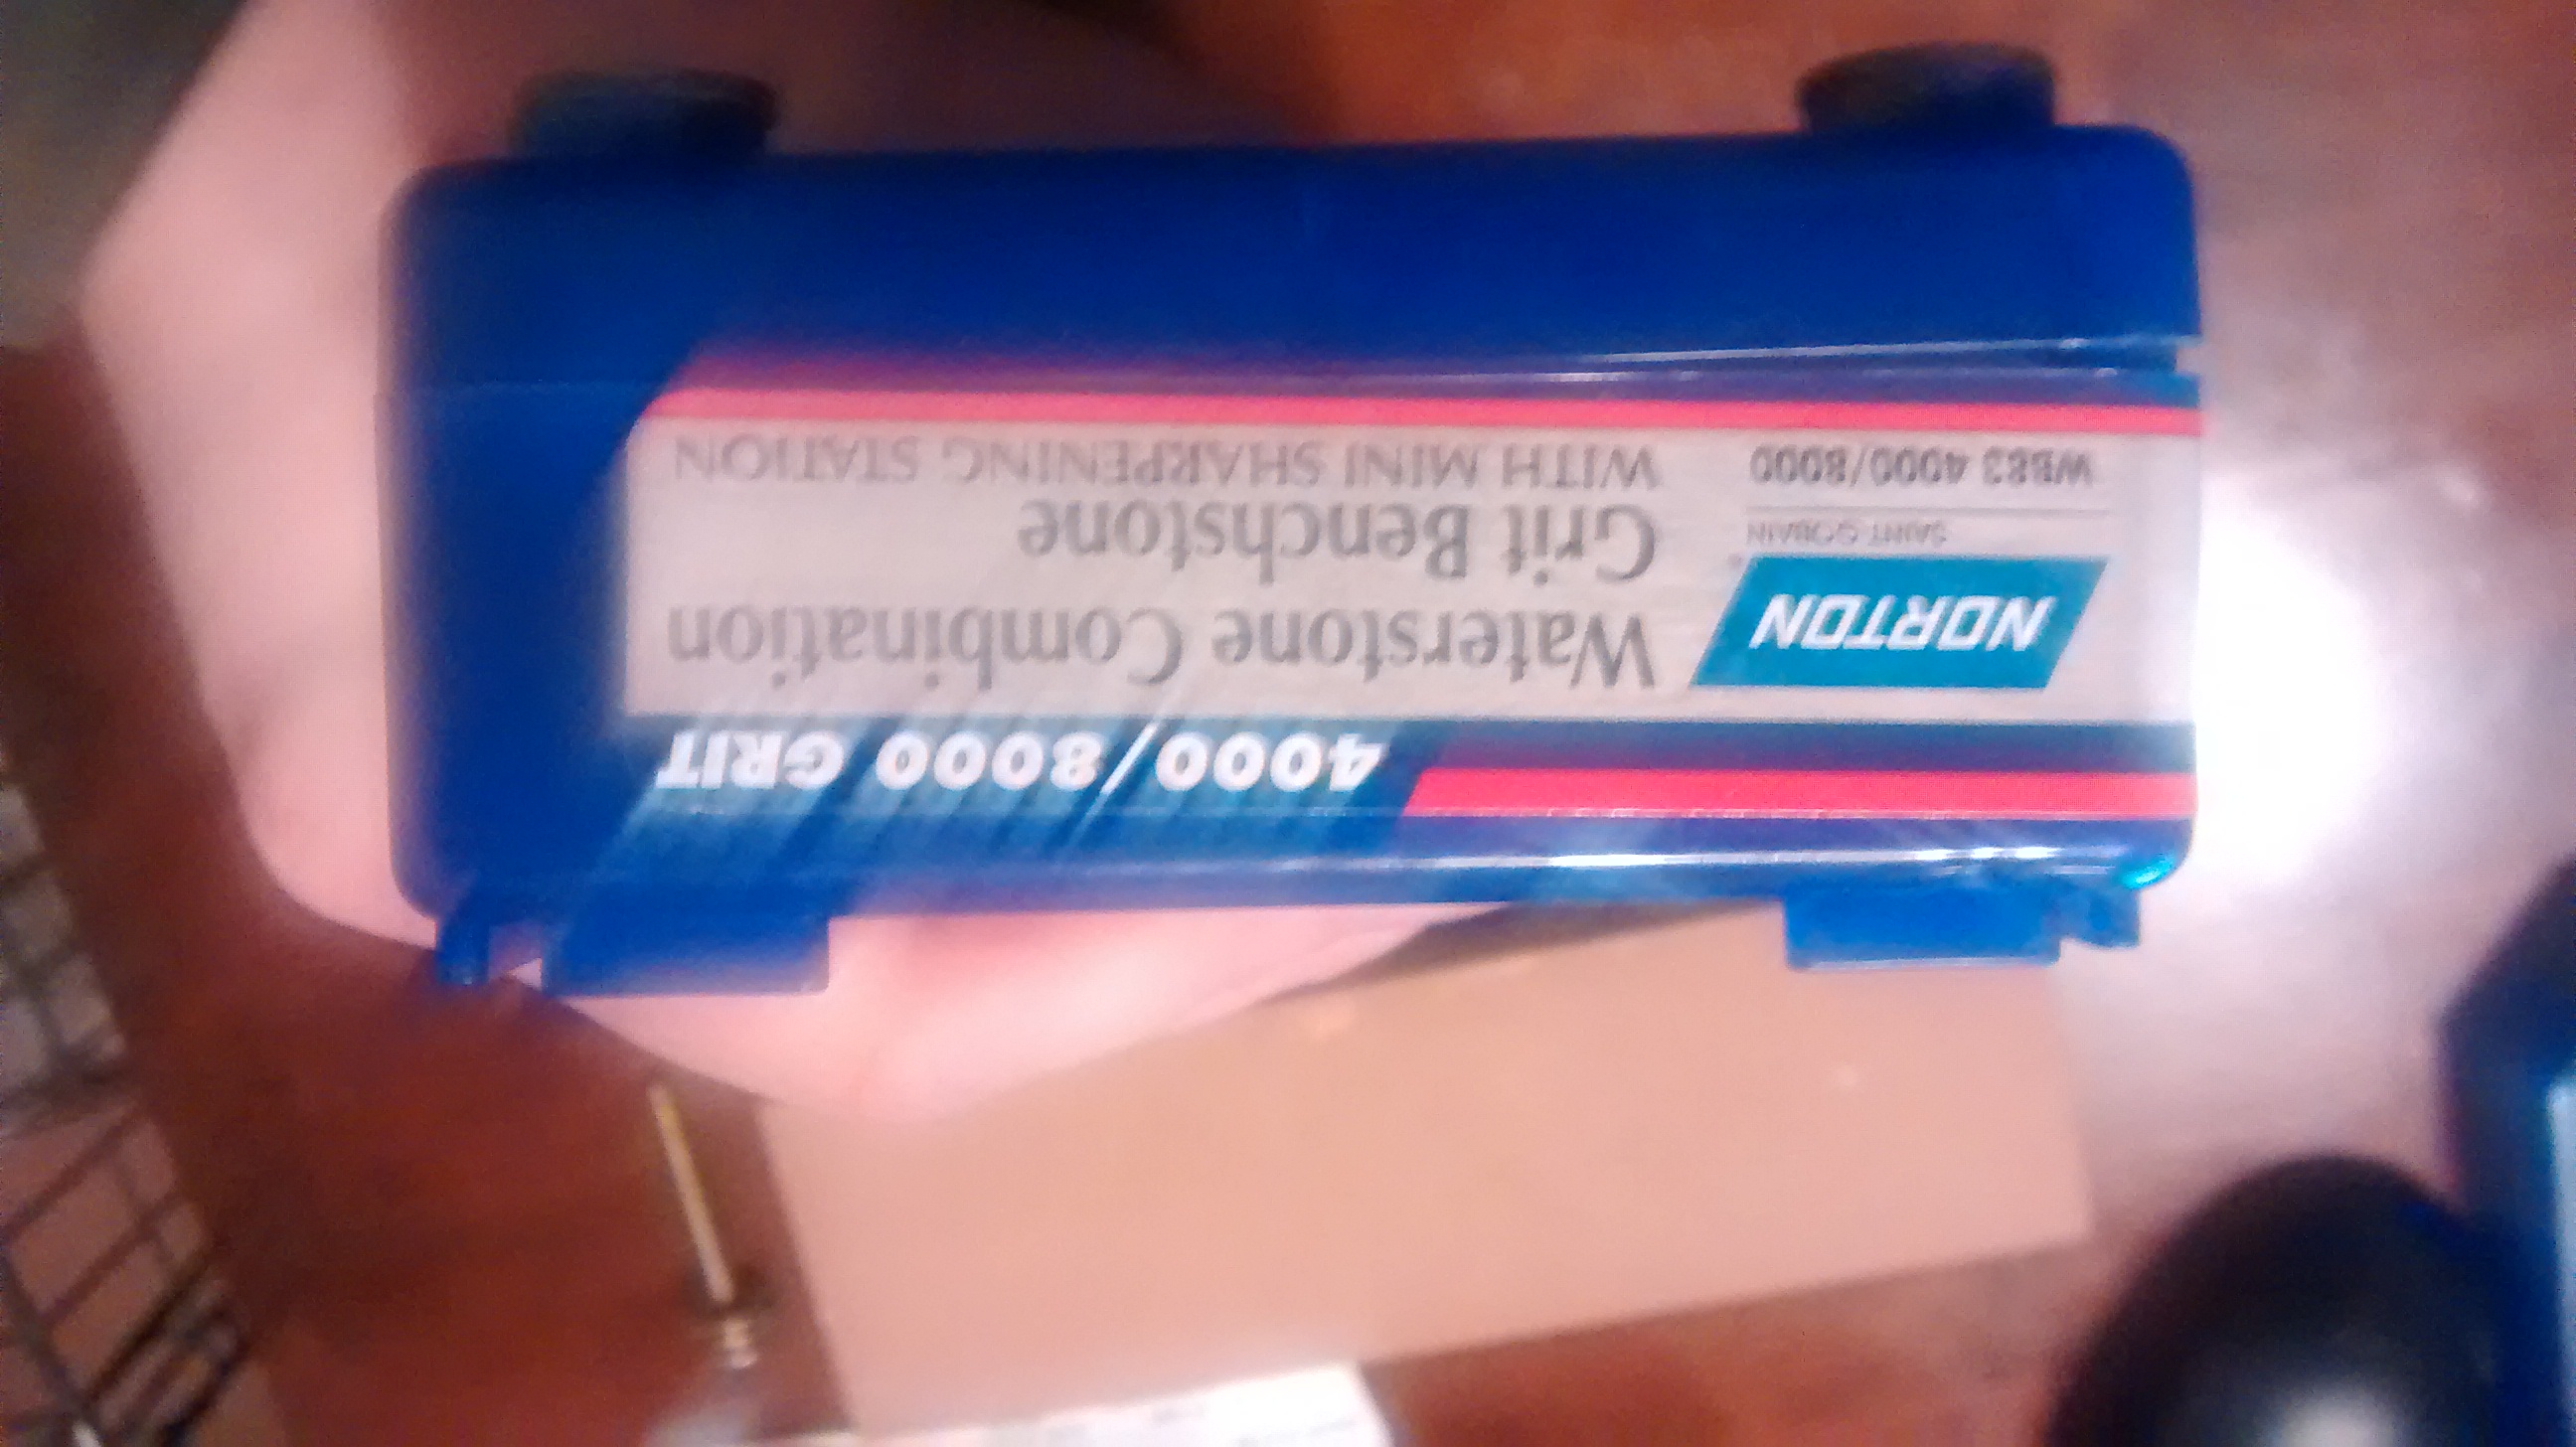 4000/8000 GRIT
NORTON
SAINT-GOBAIN
WB83 4000/8000
Waterstone Combination
Grit Benchstone
WITH MINI SHARPENING STATION